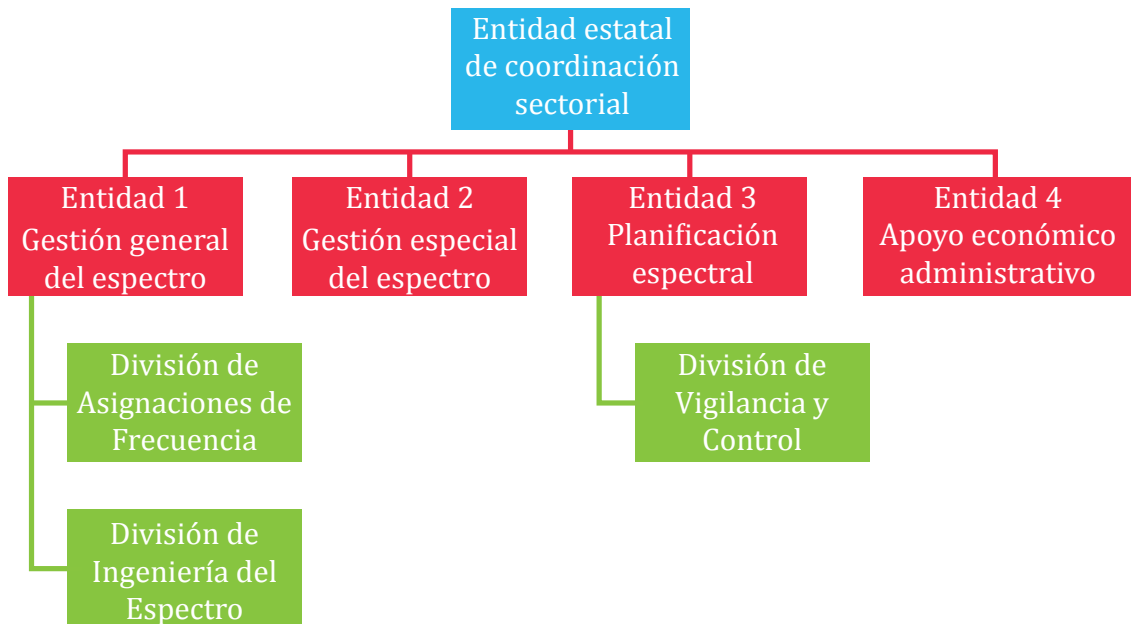 Entidad estatal
de coordinación
sectorial
Entidad 1
Gestión general
del espectro
Entidad 2
Gestión especial
del espectro
Entidad 3
Planificación
espectral
Entidad 4
Apoyo económico
administrativo
División de
Asignaciones de
Frecuencia
División de
Ingeniería del
Espectro
División de
Vigilancia y
Control